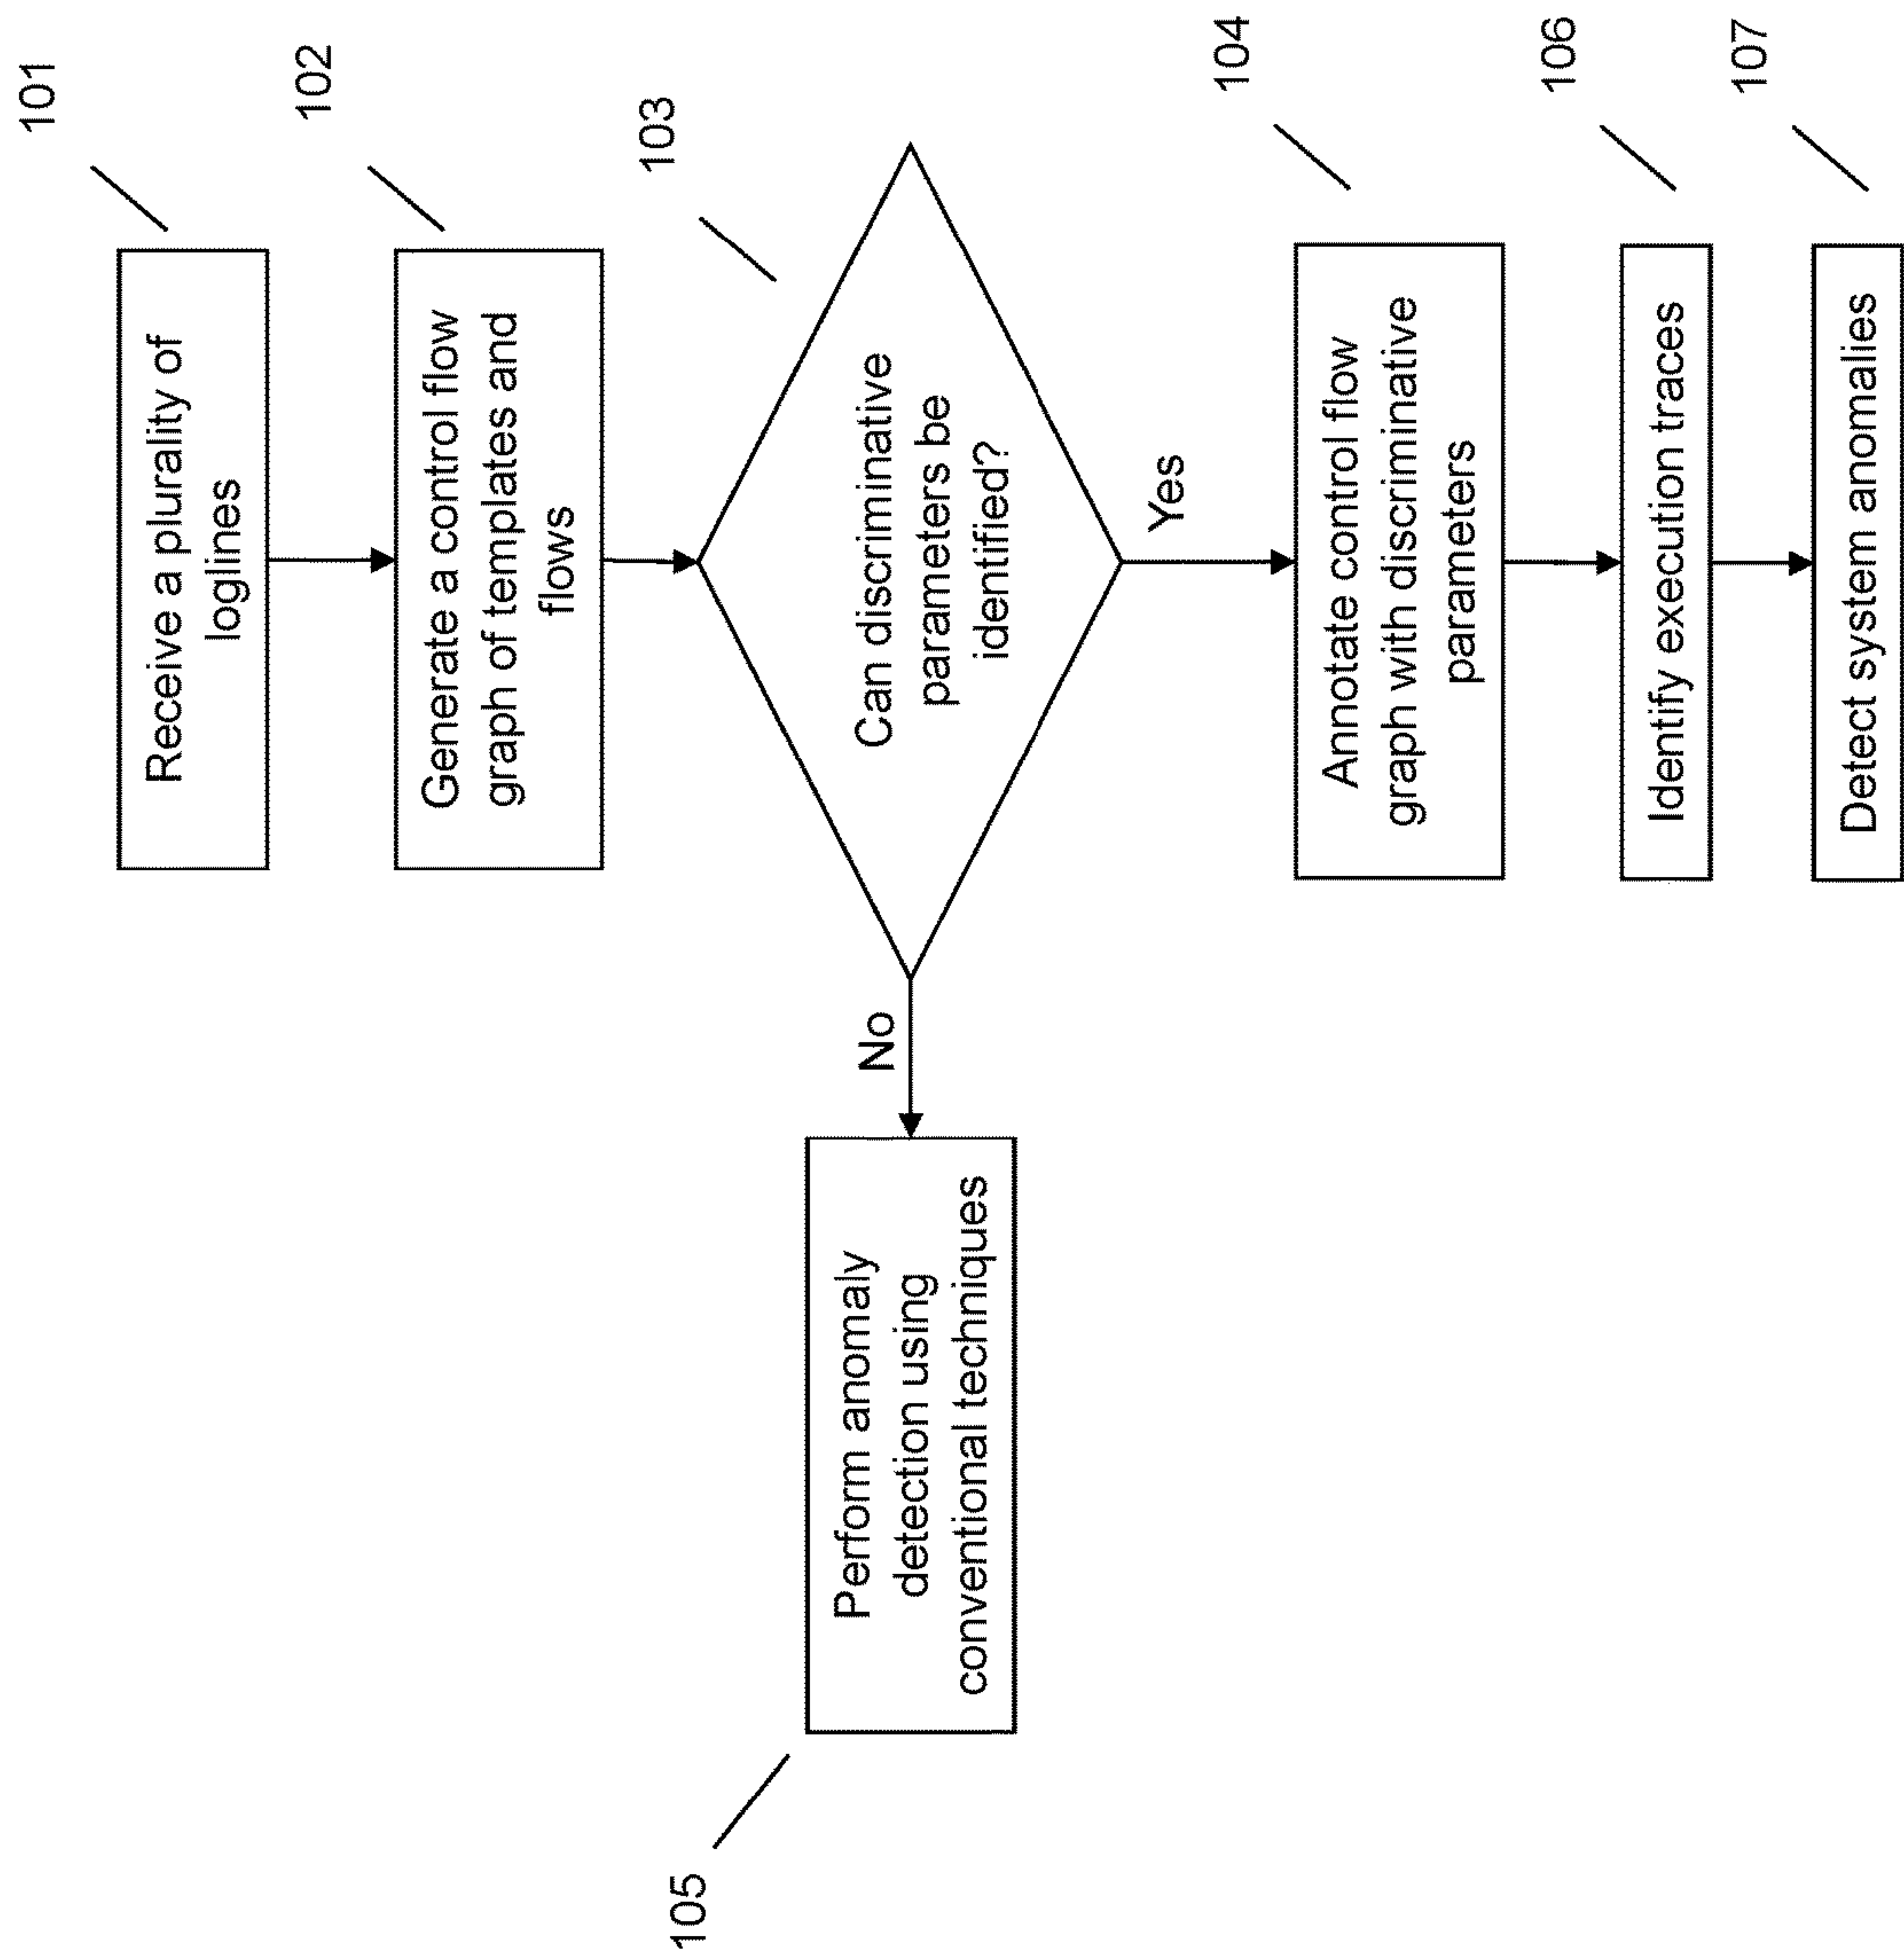 101
Receive a plurality of
loglines
102
Generate a control flow
graph of templates and
flows
103
Can discriminative
parameters be
identified?
No
Yes
105
Perform anomaly
detection using
conventional techniques
104
Annotate control flow
graph with discriminative
parameters
106
Identify execution traces
107
Detect system anomalies